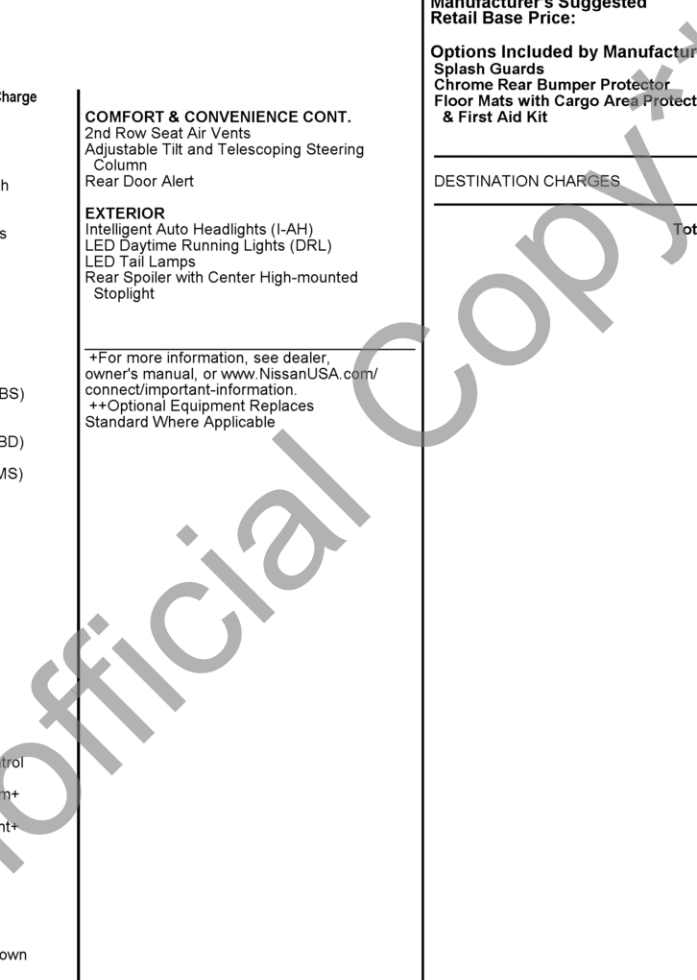 Charge
h
s
BS)
BD)
MS)
trol
m+
nt+
own
COMFORT & CONVENIENCE CONT.
2nd Row Seat Air Vents
Adjustable Tilt and Telescoping Steering
Column
Rear Door Alert
EXTERIOR
Intelligent Auto Headlights (I-AH)
LED Daytime Running Lights (DRL)
LED Tail Lamps
Rear Spoiler with Center High-mounted
Stoplight
+For more information, see dealer,
owner's manual, or www.NissanUSA.com/
connect/important-information.
++Optional Equipment Replaces
Standard Where Applicable
Manufacturer's Suggested
Retail Base Price:
Options Included by Manufactur
Splash Guards
Chrome Rear Bumper Protector
Floor Mats with Cargo Area Protect
& First Aid Kit
DESTINATION CHARGES
Tot
official Copy**